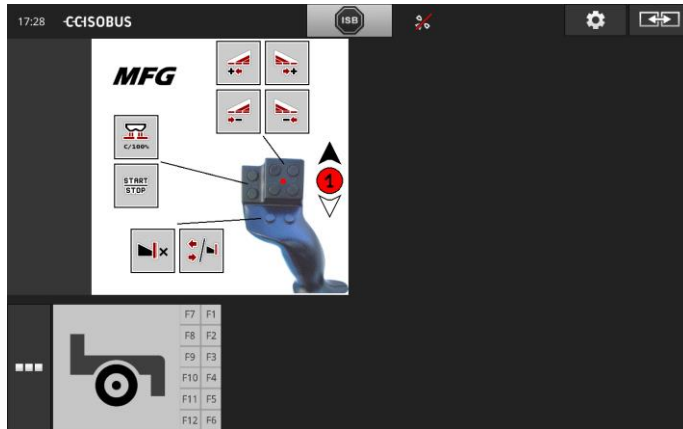 17:28 CCISOBUS ISB
MFG
C/100%
START
STOP
1
F7 F1
F8 F2
F9 F3
F10 F4
F11 F5
F12 F6